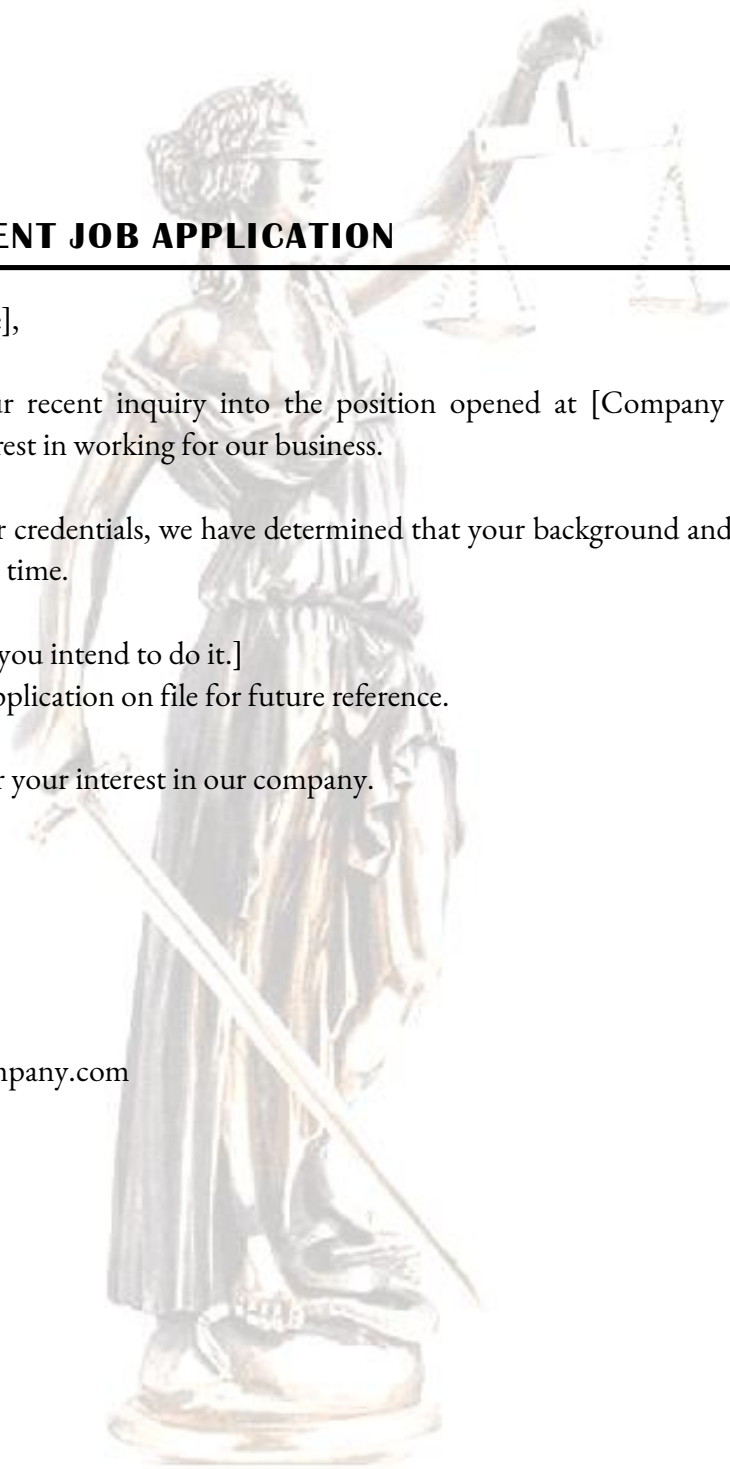 ENT JOB APPLICATION
],
ur recent inquiry into the position opened at [Company
rest in working for our business.
r credentials, we have determined that your background and
time.
you intend to do it.]
pplication on file for future reference.
r your interest in our company.
mpany.com